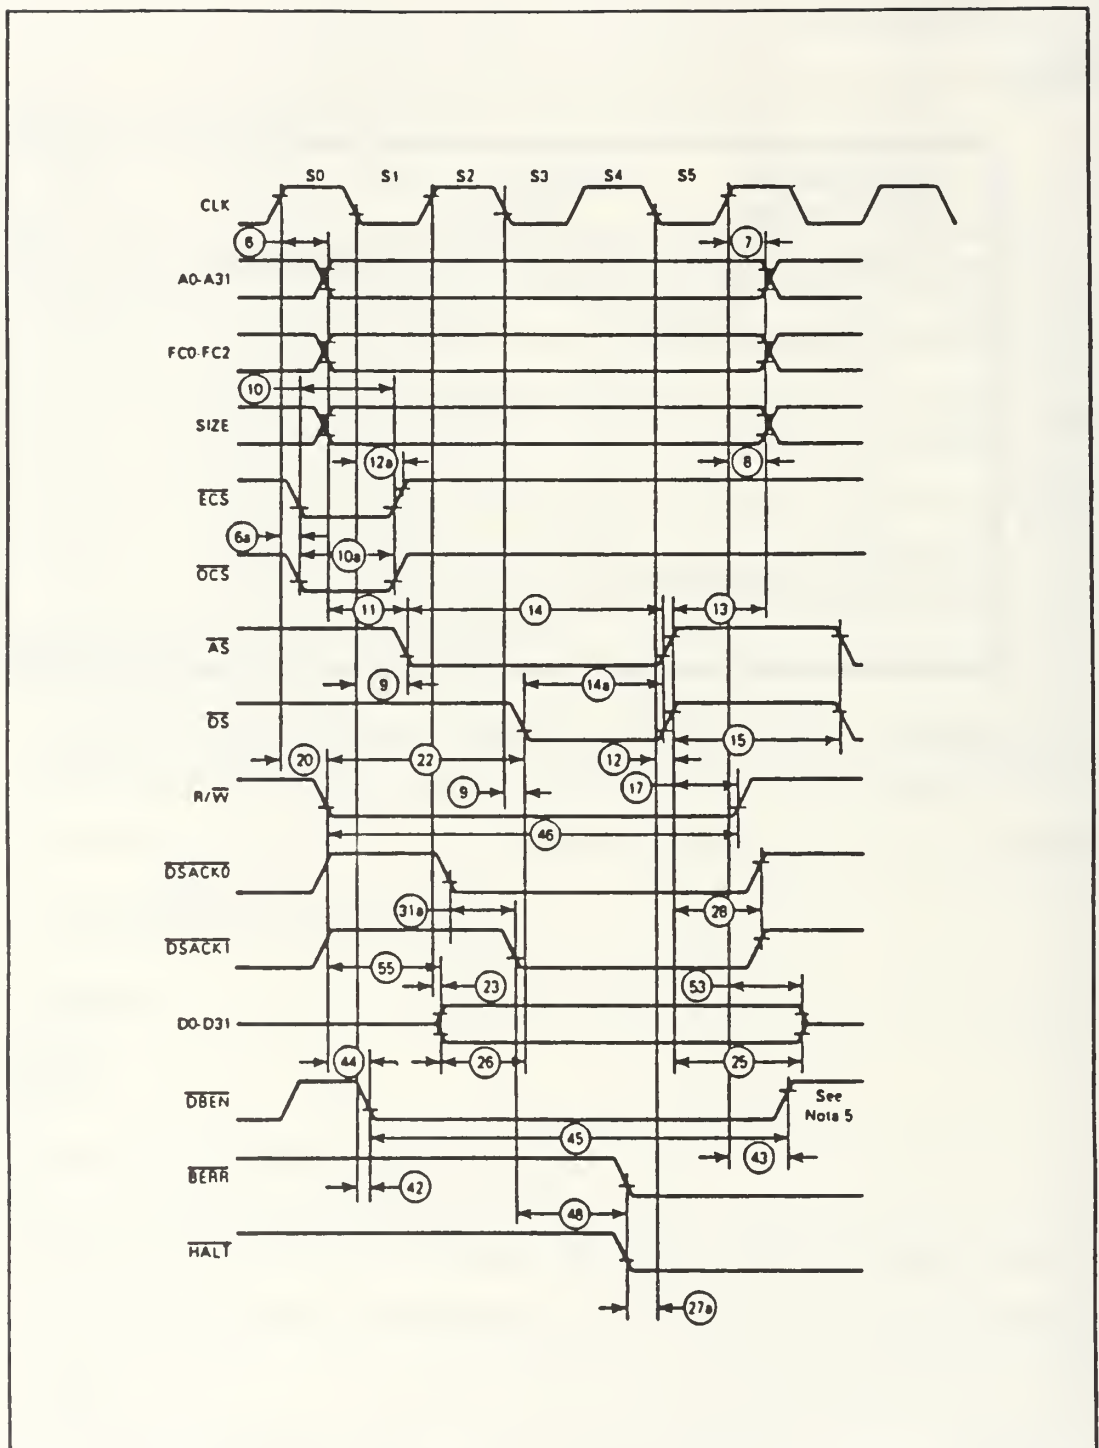 S0 S1 S2 S3 S4 S5
CLK
6 7
A0-A31
FC0-FC2
10
SIZE
12a 8
ECS
6a 10a
OCS
11 14 13
AS
9 14a
DS
20 22 12 15
9 17
R/W
46
DSACK0
31a 28
DSACK1
55 23 53
D0-D31
44 26 25
DBEN See
Note 5
45 43
BERR
42
48
HALT
27a